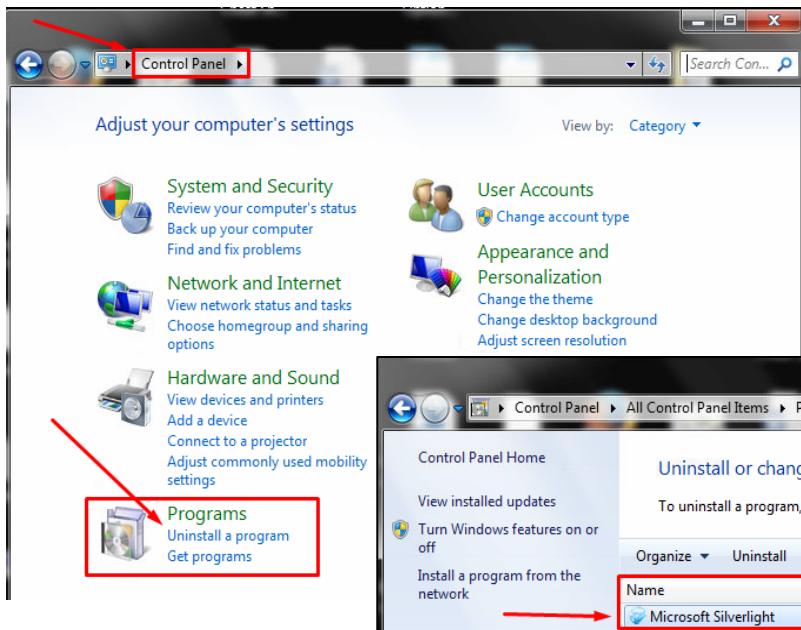 Control Panel
Search Con...
Adjust your computer's settings
View by: Category
System and Security
Review your computer's status
Back up your computer
Find and fix problems
Network and Internet
View network status and tasks
Choose homegroup and sharing
options
Hardware and Sound
View devices and printers
Add a device
Connect to a projector
Adjust commonly used mobility
settings
Programs
Uninstall a program
Get programs
User Accounts
Change account type
Appearance and
Personalization
Change the theme
Change desktop background
Adjust screen resolution
Control Panel All Control Panel Items P
Control Panel Home
View installed updates
Turn Windows features on or
off
Install a program from the
network
Uninstall or chang
To uninstall a program,
Organize Uninstall
Name
Microsoft Silverlight